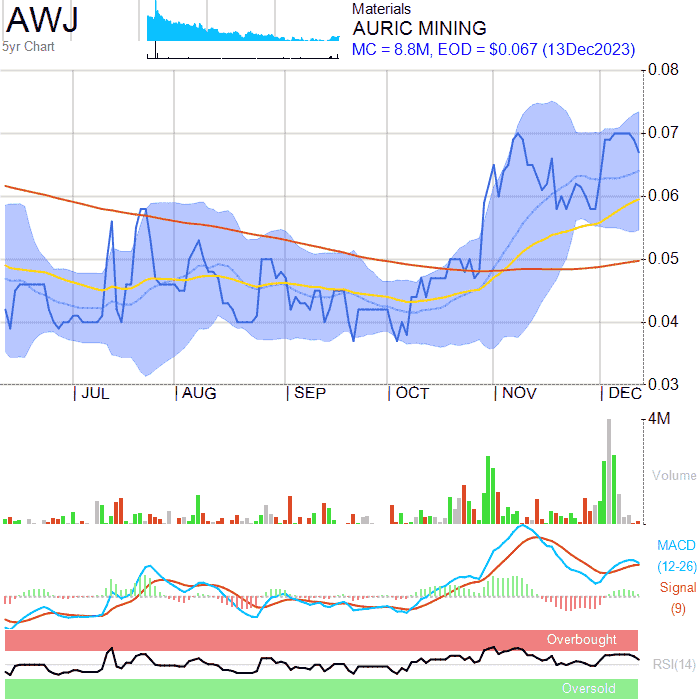 AWJ
5yr Chart
Materials
AURIC MINING
MC = 8.8M, EOD = $0.067 (13Dec2023)
0.08
0.07
0.06
0.05
0.04
0.03
| JUL | AUG | SEP | OCT | NOV | DEC
4M
Volume
MACD
(12-26)
Signal
(9)
Overbought
RSI(14)
Oversold